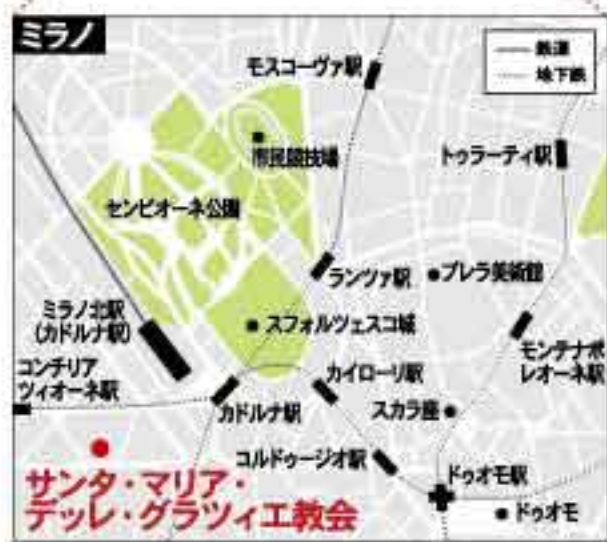 ミラノ
鉄道
地下鉄
モスコーヴァ駅
市民競技場
トゥラーティ駅
センピオーネ公園
ランツァ駅
ブレラ美術館
ミラノ北駅
(カドルナ駅)
スフォルツェスコ城
モンテナポ
レオーネ駅
コンチリア
ツィオーネ駅
カイローリ駅
カドルナ駅
スカラ座
コルドゥージオ駅
ドゥオモ駅
サンタ・マリア・
デッレ・グラツィエ教会
ドゥオモ